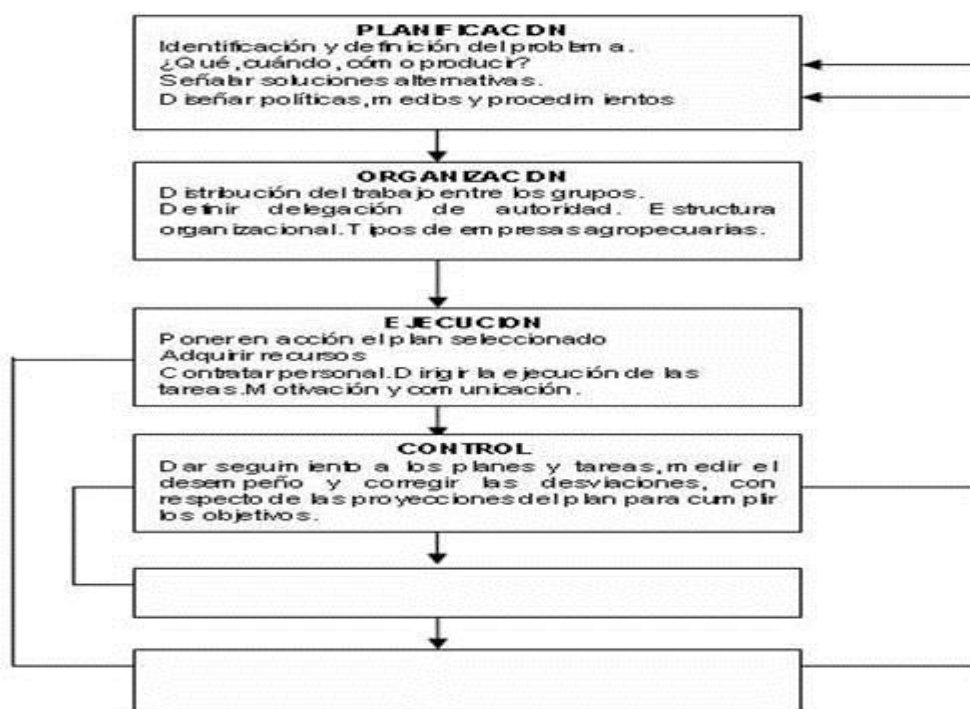 PLANIFICACION
Identificación y definición del problema.
¿Qué, cuándo, cómo producir?
Señalar soluciones alternativas.
Diseñar políticas, medios y procedimientos
ORGANIZACION
Distribución del trabajo entre los grupos.
Definir delegación de autoridad. Estructura
organizacional. Tipos de empresas agropecuarias.
EJECUCION
Poner en acción el plan seleccionado
Adquirir recursos
Contratar personal. Dirigir la ejecución de las
tareas. Motivación y comunicación.
CONTROL
Dar seguimiento a los planes y tareas, medir el
desempeño y corregir las desviaciones, con
respecto de las proyecciones del plan para cumplir
los objetivos.